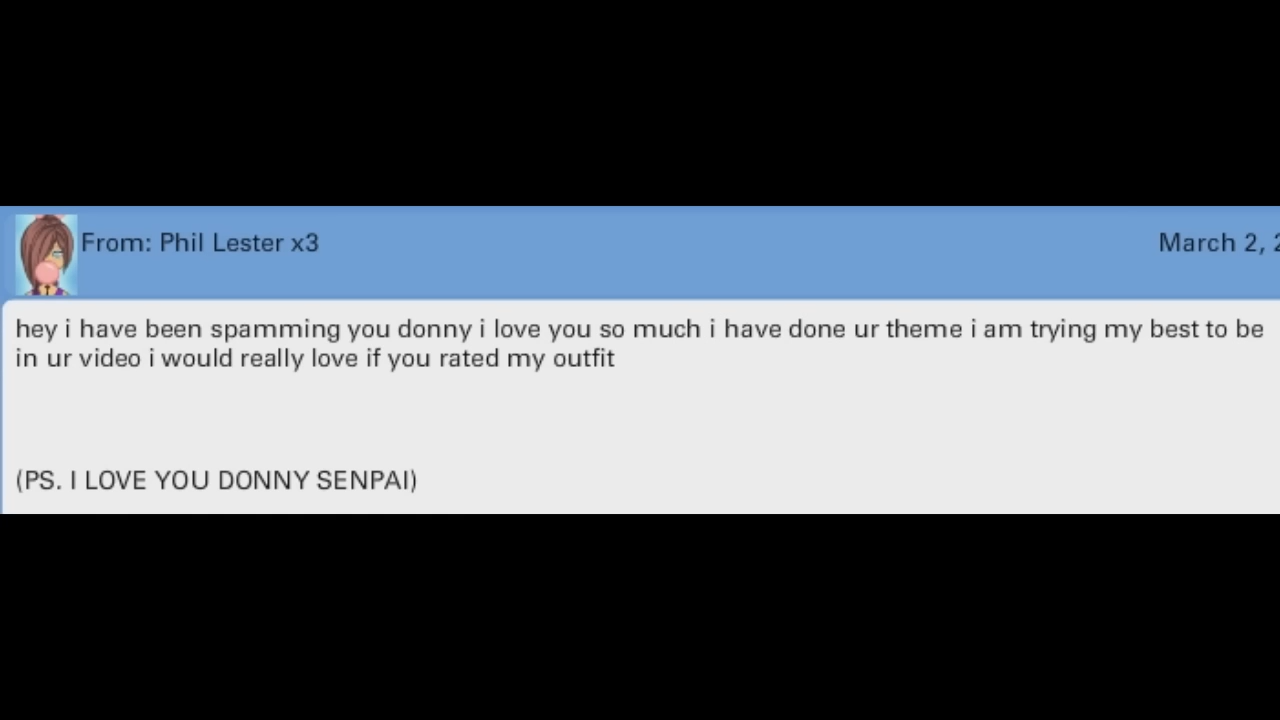 From: Phil Lester x3
March 2, 2
hey i have been spamming you donny i love you so much i have done ur theme i am trying my best to be
in ur video i would really love if you rated my outfit
(PS. I LOVE YOU DONNY SENPAI)